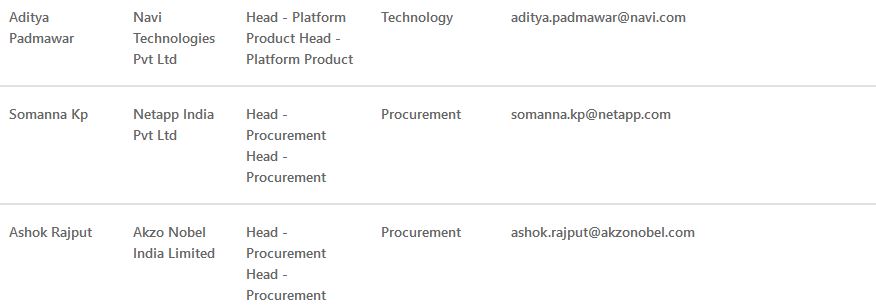 Aditya Padmawar
Navi Technologies Pvt Ltd
Head - Platform Product Head - Platform Product
Technology
aditya.padmawar@navi.com
Somanna Kp
Netapp India Pvt Ltd
Head - Procurement Head - Procurement
Procurement
somanna.kp@netapp.com
Ashok Rajput
Akzo Nobel India Limited
Head - Procurement Head - Procurement
Procurement
ashok.rajput@akzonobel.com